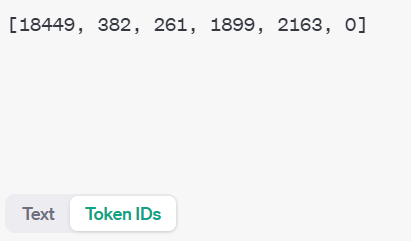 [18449, 382, 261, 1899, 2163, 0]
Text Token IDs